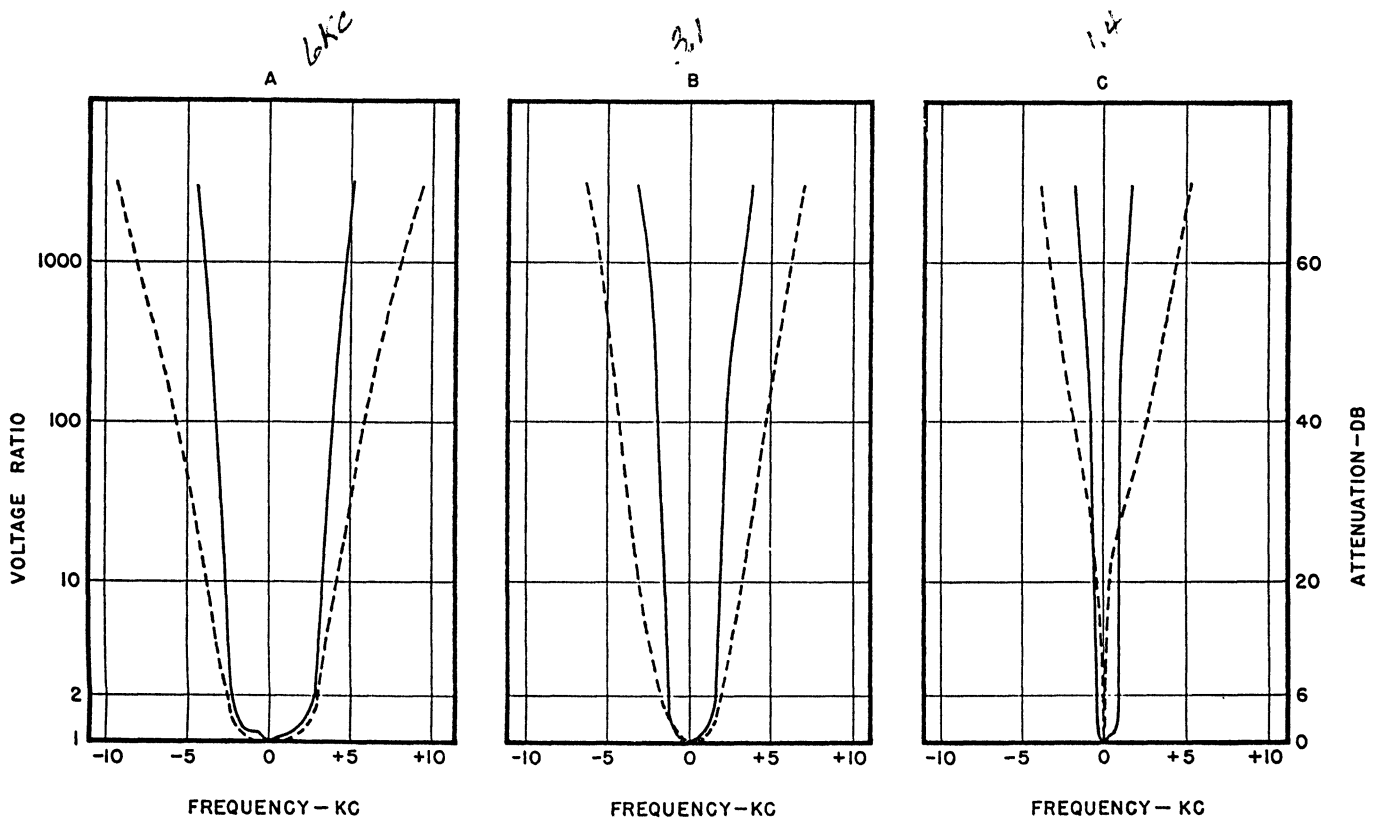 6KC
3.1
1.4
A
B
C
VOLTAGE RATIO
1000
100
10
2
1
60
40
20
6
0
ATTENUATION-DB
-10 -5 0 +5 +10
-10 -5 0 +5 +10
-10 -5 0 +5 +10
FREQUENCY-KC
FREQUENCY-KC
FREQUENCY-KC